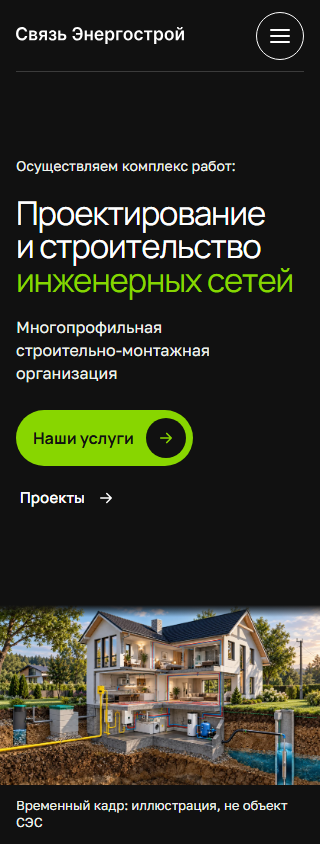 Связь Энергострой
Осуществляем комплекс работ:
Проектирование
и строительство
инженерных сетей
Многопрофильная
строительно-монтажная
организация
Наши услуги
Проекты
Временный кадр: иллюстрация, не объект
СЭС